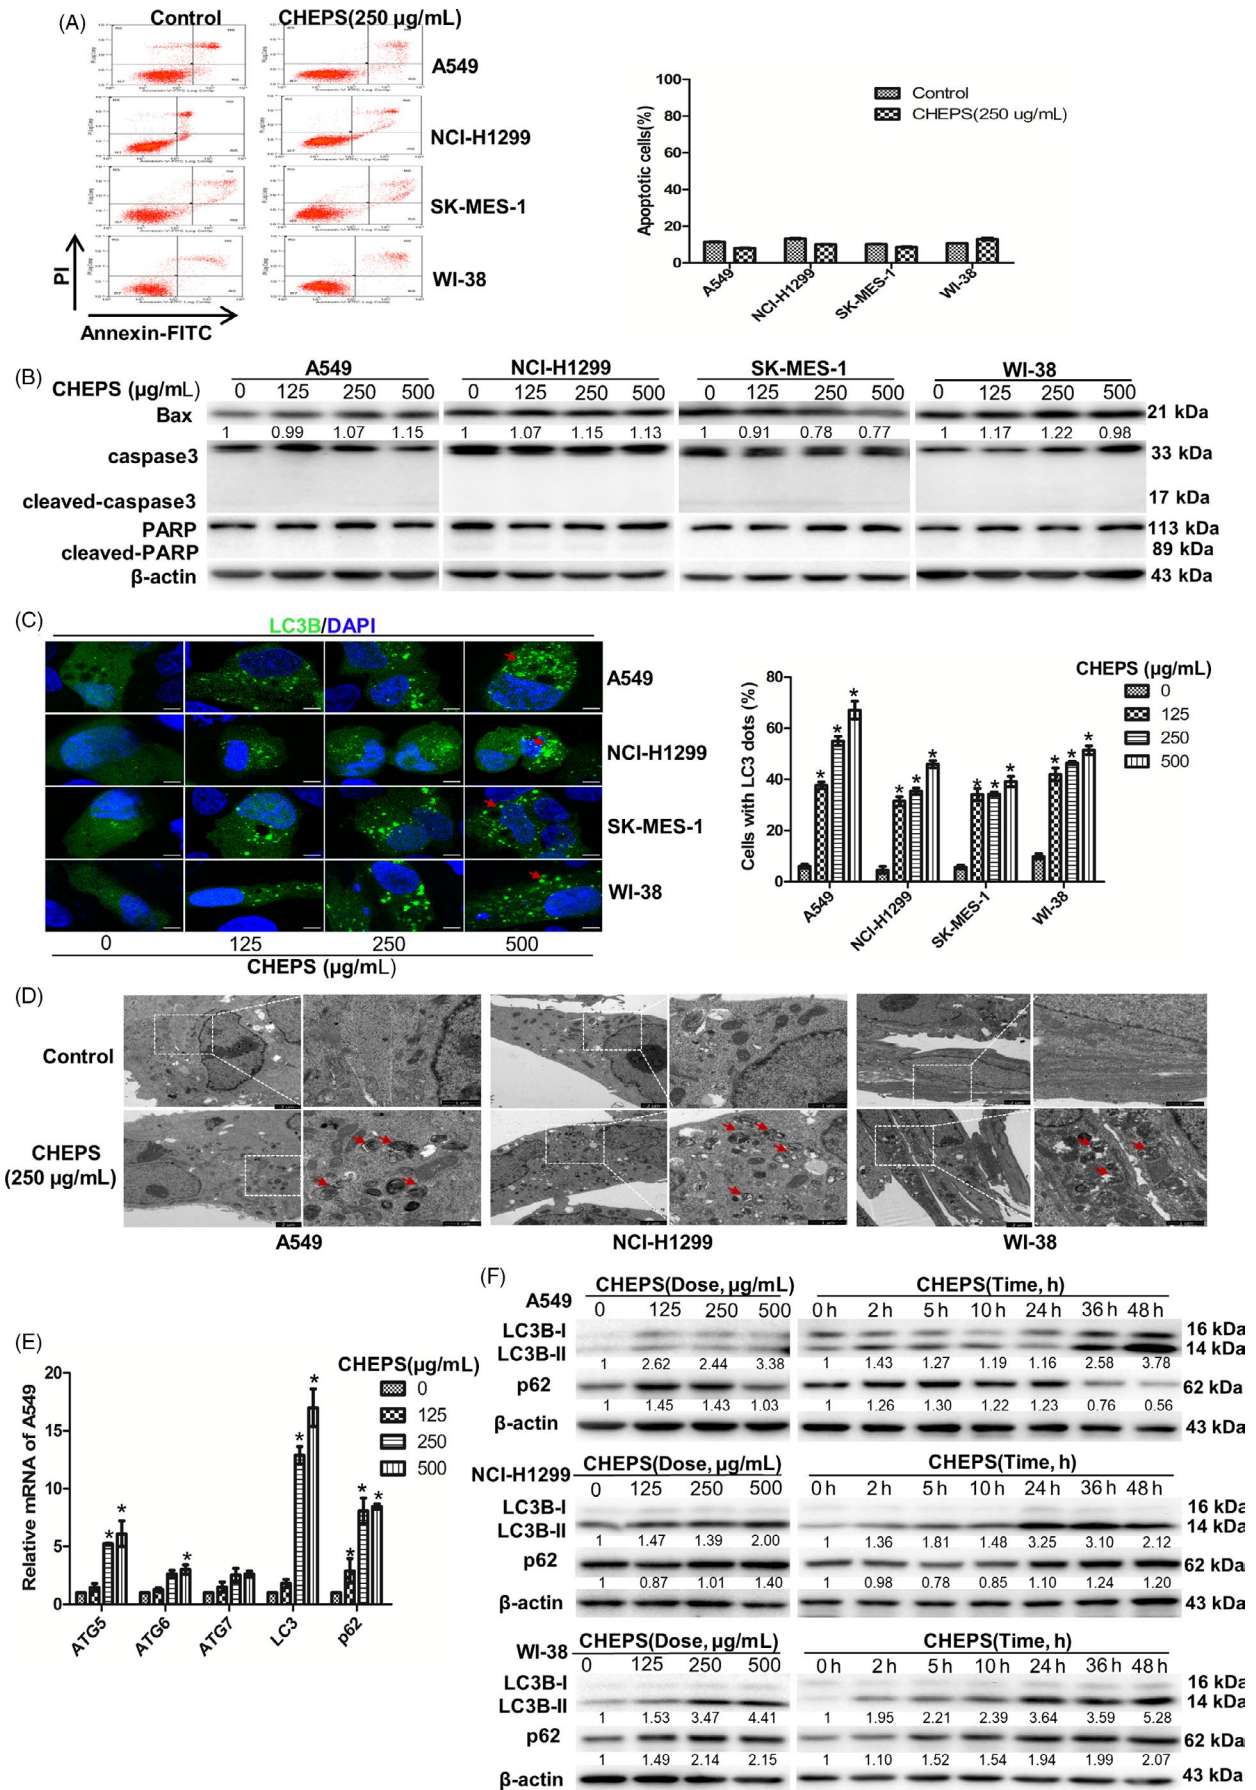 (A)
Control
CHEPS(250 µg/mL)
A549
NCI-H1299
SK-MES-1
WI-38
PI
Annexin-FITC
Apoptotic cells(%)
100
80
60
40
20
0
Control
CHEPS(250 ug/mL)
A549
NCI-H1299
SK-MES-1
WI-38
(B)
A549
NCI-H1299
SK-MES-1
WI-38
CHEPS (µg/mL)
0 125 250 500
0 125 250 500
0 125 250 500
0 125 250 500
Bax
21 kDa
1 0.99 1.07 1.15
1 1.07 1.15 1.13
1 0.91 0.78 0.77
1 1.17 1.22 0.98
caspase3
33 kDa
cleaved-caspase3
17 kDa
PARP
113 kDa
cleaved-PARP
89 kDa
β-actin
43 kDa
(C)
LC3B/DAPI
A549
NCI-H1299
SK-MES-1
WI-38
0 125 250 500
CHEPS (µg/mL)
Cells with LC3 dots (%)
80
60
40
20
0
* * *
* * *
* * *
* * *
A549
NCI-H1299
SK-MES-1
WI-38
CHEPS (µg/mL)
0
125
250
500
(D)
Control
CHEPS
(250 µg/mL)
A549
NCI-H1299
WI-38
(E)
Relative mRNA of A549
20
15
10
5
0
* *
*
* *
* * *
ATG5
ATG6
ATG7
LC3
p62
CHEPS(µg/mL)
0
125
250
500
(F)
CHEPS(Dose, µg/mL)
CHEPS(Time, h)
A549
0 125 250 500
0 h 2 h 5 h 10 h 24 h 36 h 48 h
LC3B-I
16 kDa
LC3B-II
14 kDa
1 2.62 2.44 3.38
1 1.43 1.27 1.19 1.16 2.58 3.78
p62
62 kDa
1 1.45 1.43 1.03
1 1.26 1.30 1.22 1.23 0.76 0.56
β-actin
43 kDa
NCI-H1299
CHEPS(Dose, µg/mL)
CHEPS(Time, h)
0 125 250 500
0 h 2 h 5 h 10 h 24 h 36 h 48 h
LC3B-I
16 kDa
LC3B-II
14 kDa
1 1.47 1.39 2.00
1 1.36 1.81 1.48 3.25 3.10 2.12
p62
62 kDa
1 0.87 1.01 1.40
1 0.98 0.78 0.85 1.10 1.24 1.20
β-actin
43 kDa
WI-38
CHEPS(Dose, µg/mL)
CHEPS(Time, h)
0 125 250 500
0 h 2 h 5 h 10 h 24 h 36 h 48 h
LC3B-I
16 kDa
LC3B-II
14 kDa
1 1.53 3.47 4.41
1 1.95 2.21 2.39 3.64 3.59 5.28
p62
62 kDa
1 1.49 2.14 2.15
1 1.10 1.52 1.54 1.94 1.99 2.07
β-actin
43 kDa